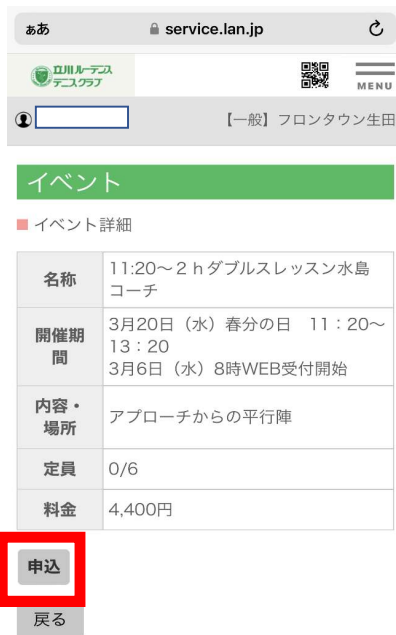 ぁあ service.lan.jp
立川ルーデンス
テニスクラブ
MENU
【一般】フロンタウン生田
イベント
イベント詳細
名称
11:20～２ｈダブルスレッスン水島
コーチ
開催期
間
3月20日（水）春分の日　11：20～
13：20
3月6日（水）8時WEB受付開始
内容・
場所
アプローチからの平行陣
定員
0/6
料金
4,400円
申込
戻る